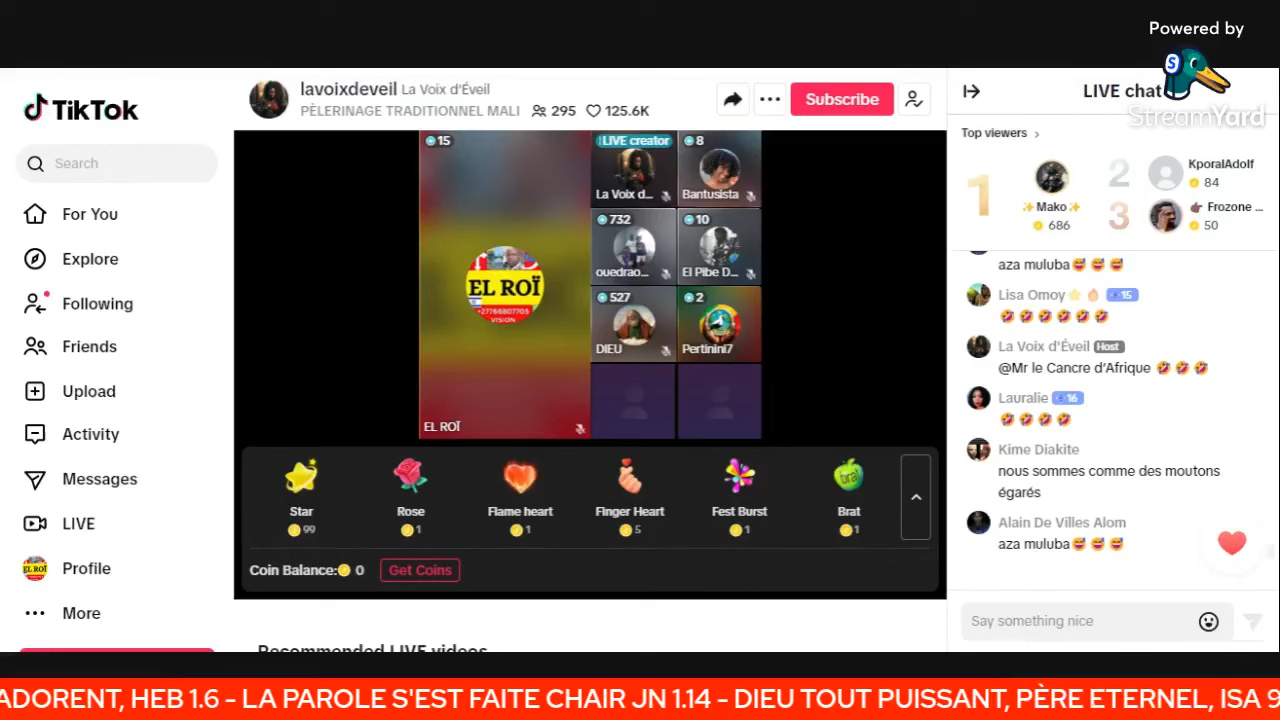 Powered by
StreamYard
TikTok
Search
For You
Explore
Following
Friends
Upload
Activity
Messages
LIVE
Profile
More
lavoixdeveil La Voix d'Éveil
PÈLERINAGE TRADITIONNEL MALI 295 125.6K
Subscribe
15
EL ROÏ
+27766807705
VISION
EL ROÏ
LIVE creator
La Voix d...
8
Bantusista
732
ouedrao...
10
El Pibe D...
527
DIEU
2
Pertinini7
Star
99
Rose
1
Flame heart
1
Finger Heart
5
Fest Burst
1
Brat
1
Coin Balance: 0 Get Coins
Recommended LIVE videos
LIVE chat
Top viewers
1
Mako
686
2
KporalAdolf
84
3
Frozone ...
50
aza muluba😅 😅 😅
Lisa Omoy 15
🤣 🤣 🤣 🤣 🤣 🤣
La Voix d'Éveil Host
@Mr le Cancre d'Afrique 🤣 🤣 🤣
Lauralie 16
🤣 🤣 🤣 🤣
Kime Diakite
nous sommes comme des moutons
égarés
Alain De Villes Alom
aza muluba😅 😅 😅
Say something nice
ADORENT, HEB 1.6 - LA PAROLE S'EST FAITE CHAIR JN 1.14 - DIEU TOUT PUISSANT, PÈRE ETERNEL, ISA 9